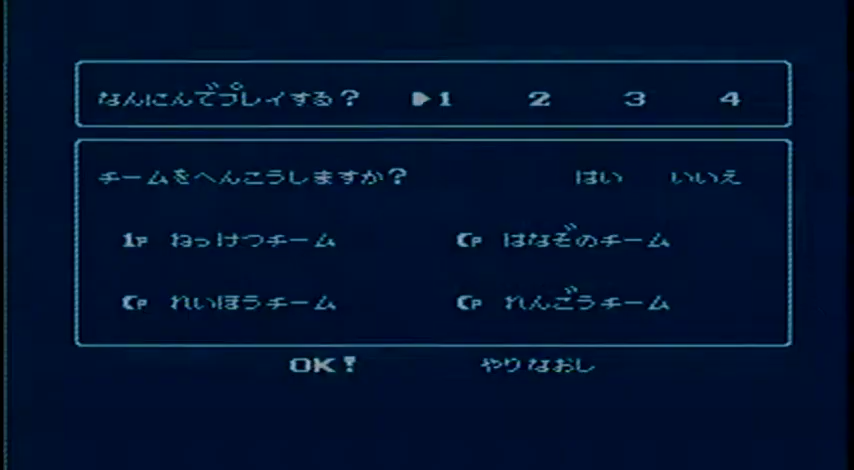 なんにんでプレイする? ▶1 2 3 4
チームをへんこうしますか? はい いいえ
1P ねっけつチーム CP はなぞのチーム
CP れいほうチーム CP れんごうチーム
OK! やりなおし